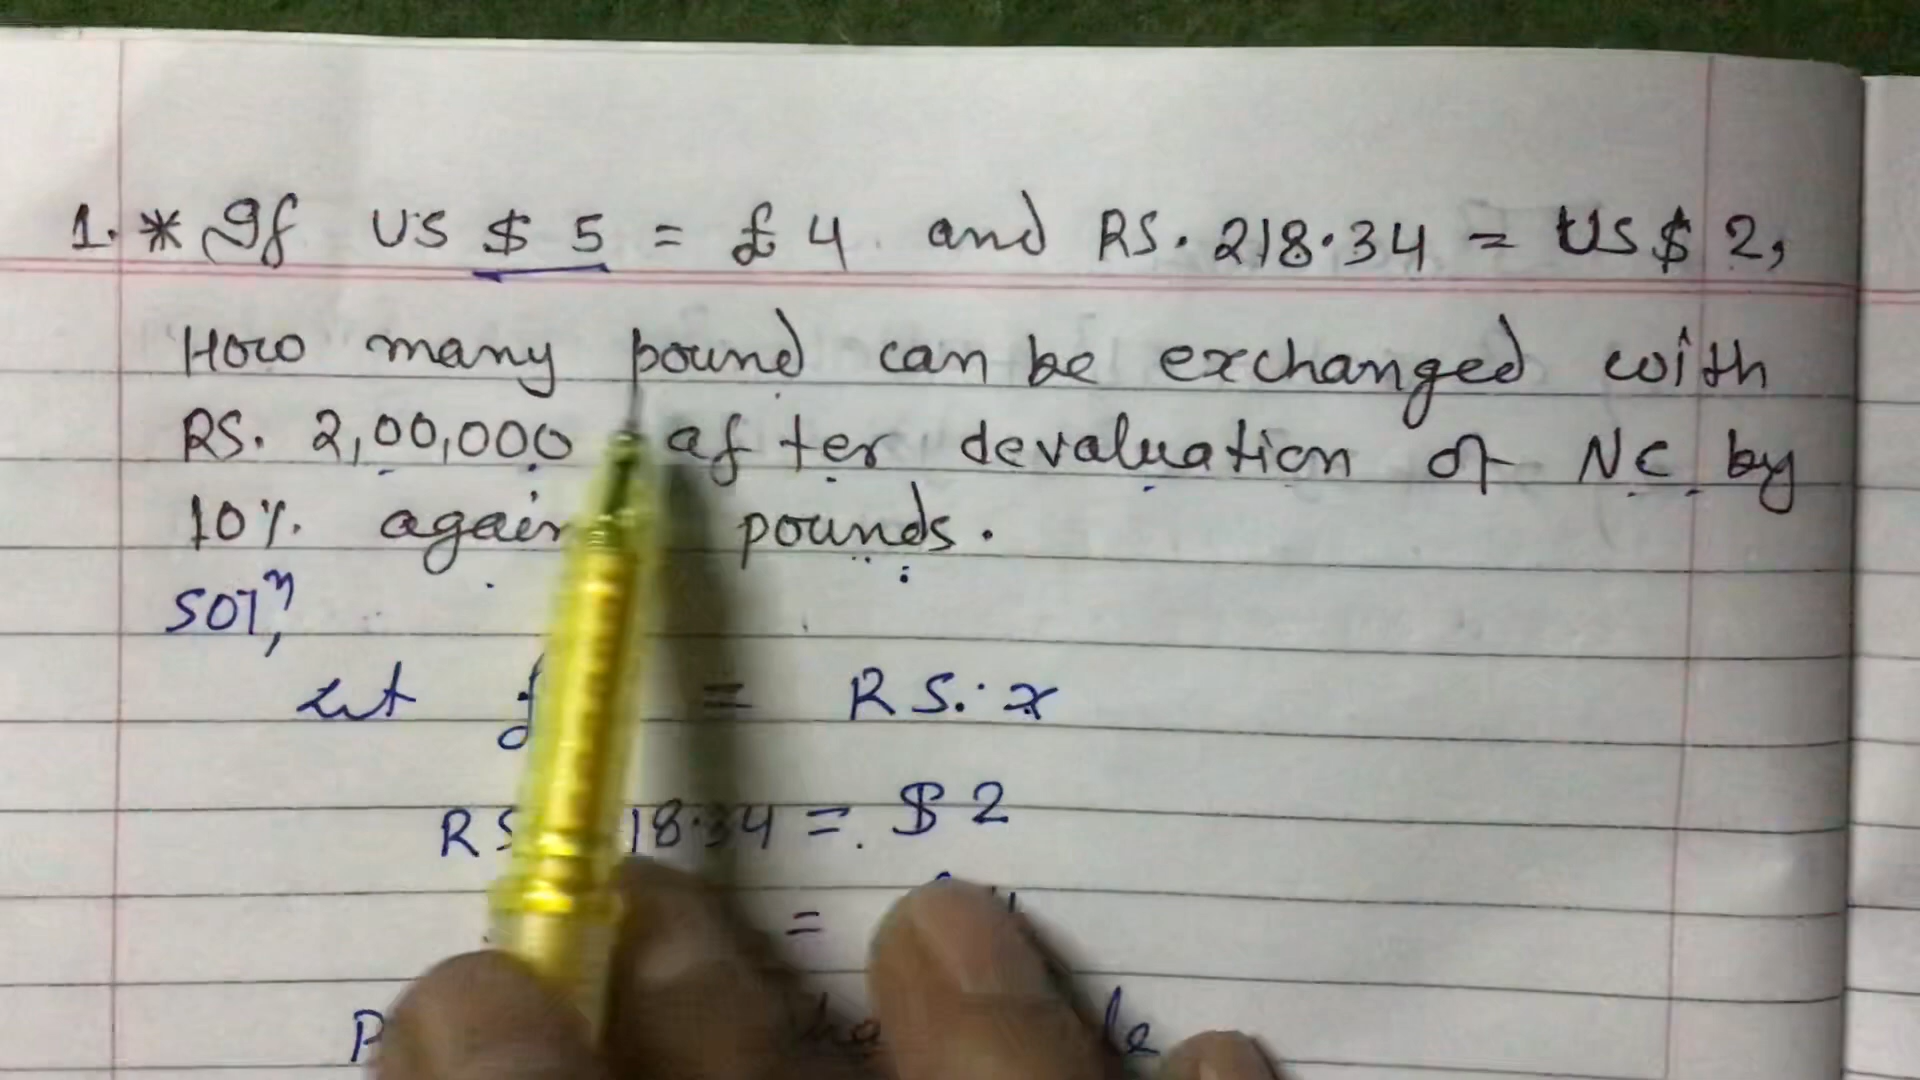 1. * If US $ 5 = £ 4 and RS. 218.34 = US $ 2,
How many pound can be exchanged with
RS. 2,00,000 after devaluation of NC by
10% pounds.
Solⁿ,
Let = RS. x
18.34 = $ 2
=